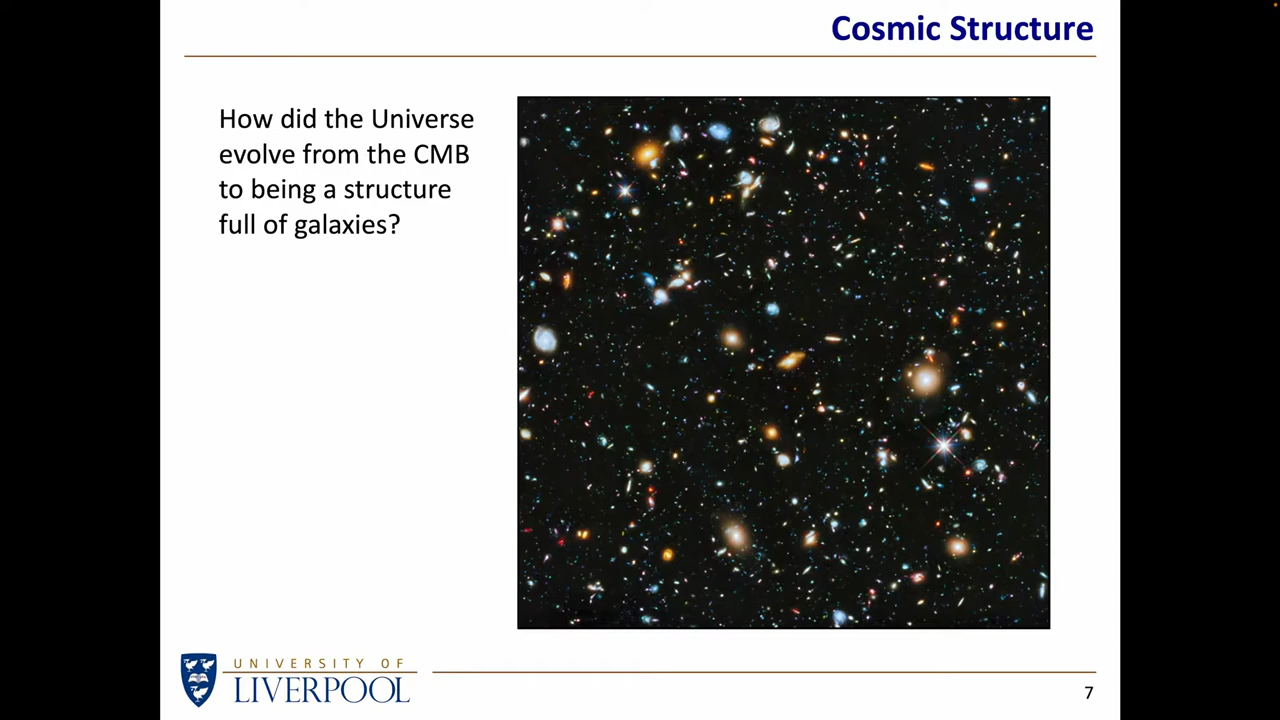 Cosmic Structure
How did the Universe
evolve from the CMB
to being a structure
full of galaxies?
UNIVERSITY OF
LIVERPOOL
7